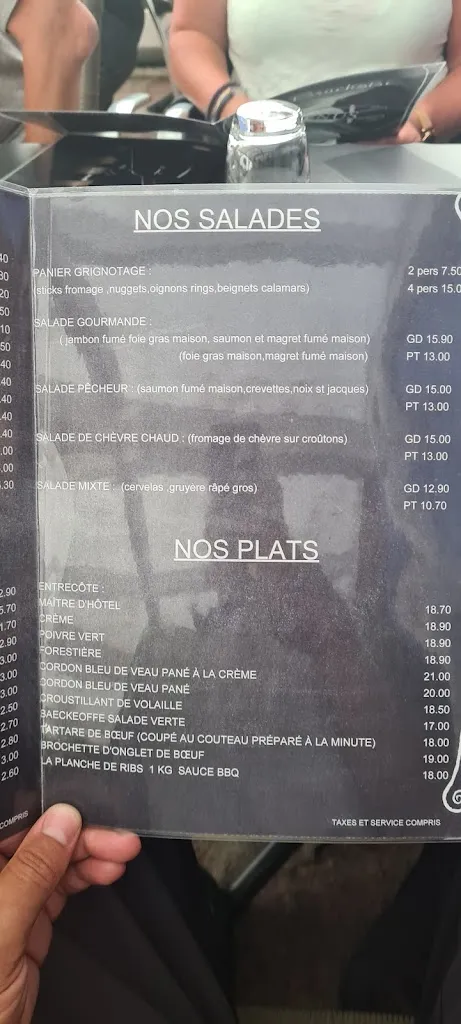 NOS SALADES
PANIER GRIGNOTAGE : 2 pers 7.50
(sticks fromage ,nuggets,oignons rings,beignets calamars) 4 pers 15.0
SALADE GOURMANDE :
( jambon fumé foie gras maison, saumon et magret fumé maison) GD 15.90
(foie gras maison,magret fumé maison) PT 13.00
SALADE PÊCHEUR : (saumon fumé maison,crevettes,noix st jacques) GD 15.00
PT 13.00
SALADE DE CHÈVRE CHAUD : (fromage de chèvre sur croûtons) GD 15.00
PT 13.00
SALADE MIXTE : (cervelas ,gruyère râpé gros) GD 12.90
PT 10.70
NOS PLATS
ENTRECÔTE :
MAÎTRE D'HÔTEL 18.70
CRÈME 18.90
POIVRE VERT 18.90
FORESTIÈRE 18.90
CORDON BLEU DE VEAU PANÉ À LA CRÈME 21.00
CORDON BLEU DE VEAU PANÉ 20.00
CROUSTILLANT DE VOLAILLE 18.50
BAECKEOFFE SALADE VERTE 17.00
TARTARE DE BŒUF (COUPÉ AU COUTEAU PRÉPARÉ À LA MINUTE) 18.00
BROCHETTE D'ONGLET DE BŒUF 19.00
LA PLANCHE DE RIBS 1 KG SAUCE BBQ 18.00
TAXES ET SERVICE COMPRIS
COMPRIS